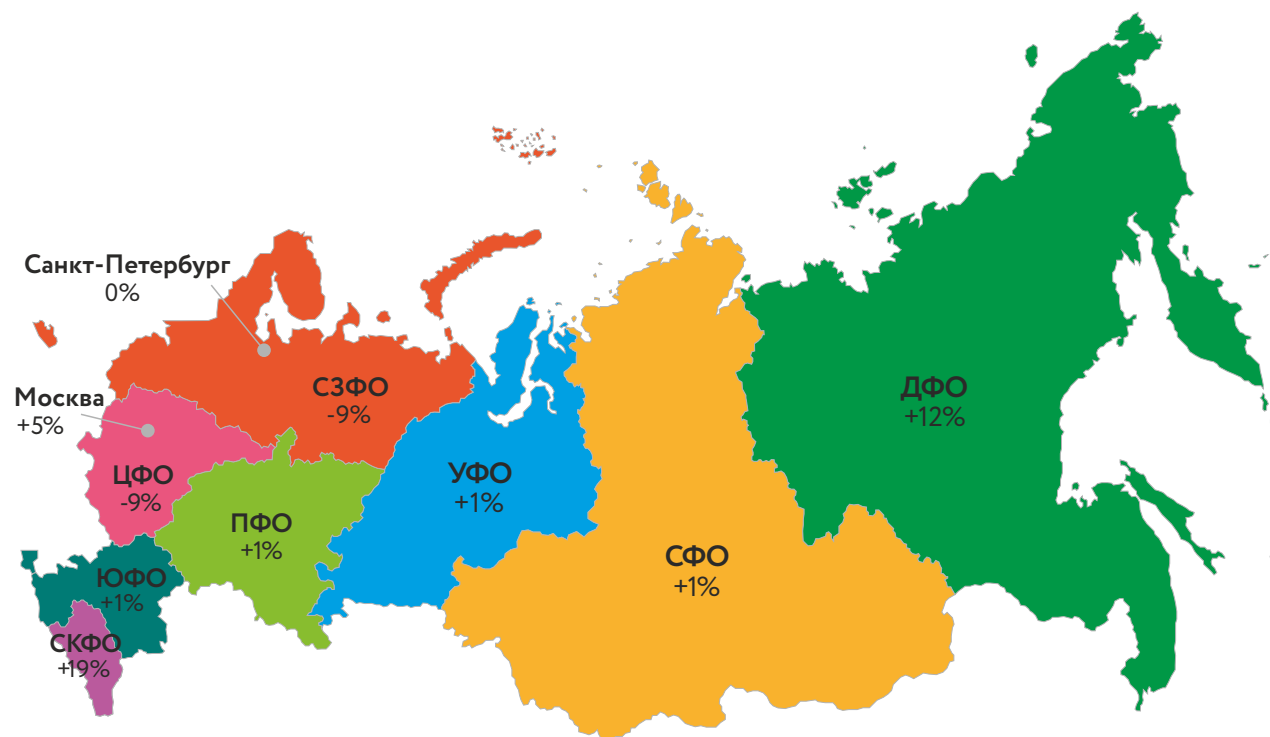 Санкт-Петербург
0%
Москва
+5%
СЗФО
-9%
ДФО
+12%
ЦФО
-9%
УФО
+1%
ПФО
+1%
СФО
+1%
ЮФО
+1%
СКФО
+19%